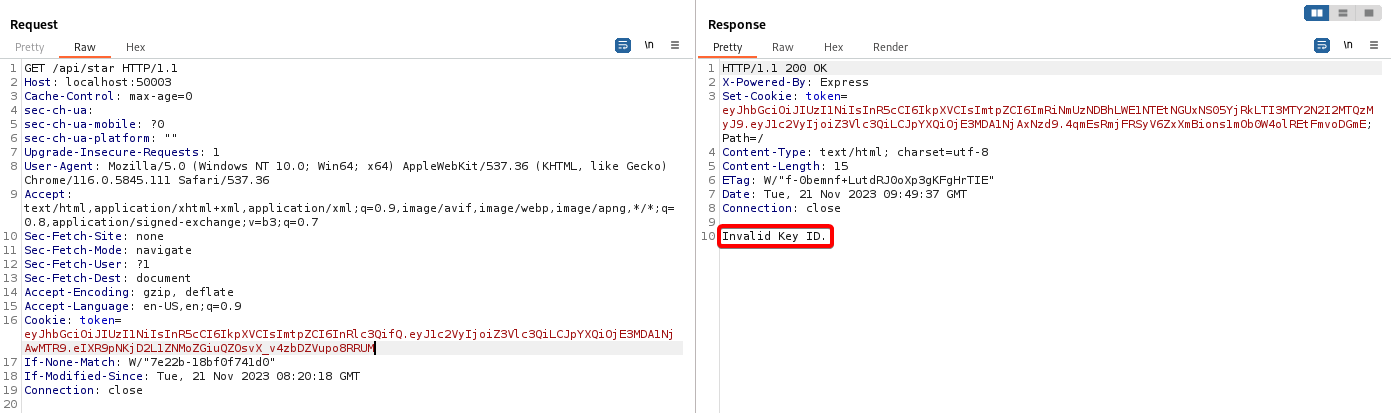 Request
Pretty Raw Hex
\n
1 GET /api/star HTTP/1.1
2 Host: localhost:50003
3 Cache-Control: max-age=0
4 sec-ch-ua:
5 sec-ch-ua-mobile: ?0
6 sec-ch-ua-platform: ""
7 Upgrade-Insecure-Requests: 1
8 User-Agent: Mozilla/5.0 (Windows NT 10.0; Win64; x64) AppleWebKit/537.36 (KHTML, like Gecko)
Chrome/116.0.5845.111 Safari/537.36
9 Accept:
text/html,application/xhtml+xml,application/xml;q=0.9,image/avif,image/webp,image/apng,*/*;q=
0.8,application/signed-exchange;v=b3;q=0.7
10 Sec-Fetch-Site: none
11 Sec-Fetch-Mode: navigate
12 Sec-Fetch-User: ?1
13 Sec-Fetch-Dest: document
14 Accept-Encoding: gzip, deflate
15 Accept-Language: en-US,en;q=0.9
16 Cookie: token=
eyJhbGciOiJIUzI1NiIsInR5cCI6IkpXVCIsImtpZCI6InRlc3QifQ.eyJ1c2VyIjoiZ3Vlc3QiLCJpYXQiOjE3MDA1Nj
AwMTR9.eIXR9pNKjD2L1ZNMoZGiuQZOsvX_v4zbDZVupo8RRUM
17 If-None-Match: W/"7e22b-18bf0f741d0"
18 If-Modified-Since: Tue, 21 Nov 2023 08:20:18 GMT
19 Connection: close
20
Response
Pretty Raw Hex Render
\n
1 HTTP/1.1 200 OK
2 X-Powered-By: Express
3 Set-Cookie: token=
eyJhbGciOiJIUzI1NiIsInR5cCI6IkpXVCIsImtpZCI6ImRiNmUzNDBhLWE1NTEtNGUxNS05YjRkLTI3MTY2N2I2MTQzM
yJ9.eyJ1c2VyIjoiZ3Vlc3QiLCJpYXQiOjE3MDA1NjAxNzd9.4qmEsRmjFRSyV6ZxXmBions1mOb0W4olREtFmvoDGmE;
Path=/
4 Content-Type: text/html; charset=utf-8
5 Content-Length: 15
6 ETag: W/"f-0bemnf+LutdRJ0oXp3gKFgHrTIE"
7 Date: Tue, 21 Nov 2023 09:49:37 GMT
8 Connection: close
9
10 Invalid Key ID.